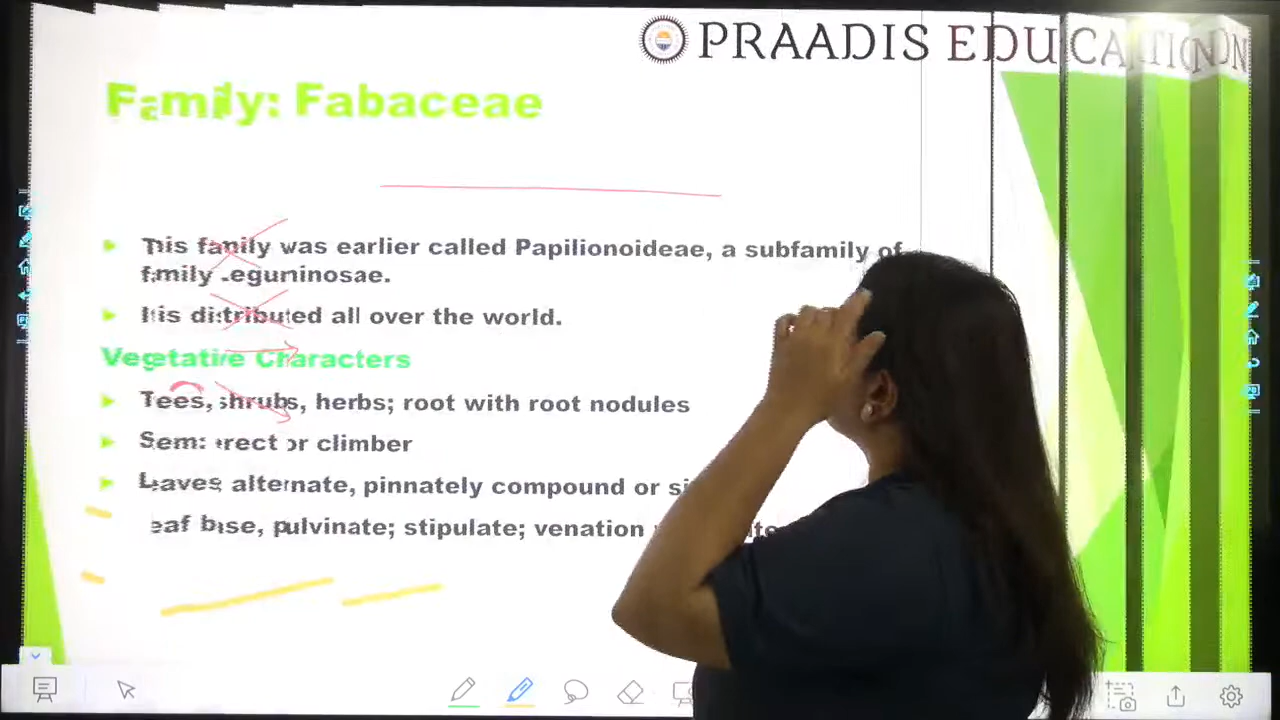 PRAADIS EDUCATION
Family: Fabaceae
This family was earlier called Papilionoideae, a subfamily of
family Leguminosae.
It is distributed all over the world.
Vegetative Characters
Trees, shrubs, herbs; root with root nodules
Stem: erect or climber
Leaves alternate, pinnately compound or
leaf base, pulvinate; stipulate; venation